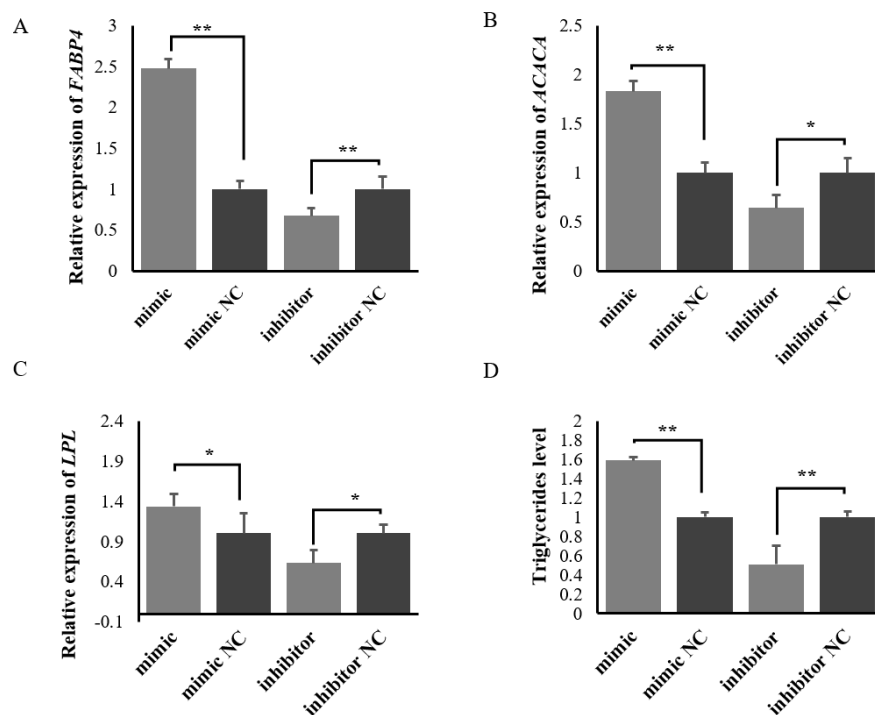 A
Relative expression of FABP4
3
2.5
2
1.5
1
0.5
0
**
**
mimic
mimic NC
inhibitor
inhibitor NC
B
Relative expression of ACACA
2.5
2
1.5
1
0.5
0
**
*
mimic
mimic NC
inhibitor
inhibitor NC
C
Relative expression of LPL
2.4
1.9
1.4
0.9
0.4
-0.1
*
*
mimic
mimic NC
inhibitor
inhibitor NC
D
Triglycerides level
2
1.8
1.6
1.4
1.2
1
0.8
0.6
0.4
0.2
0
**
**
mimic
mimic NC
inhibitor
inhibitor NC